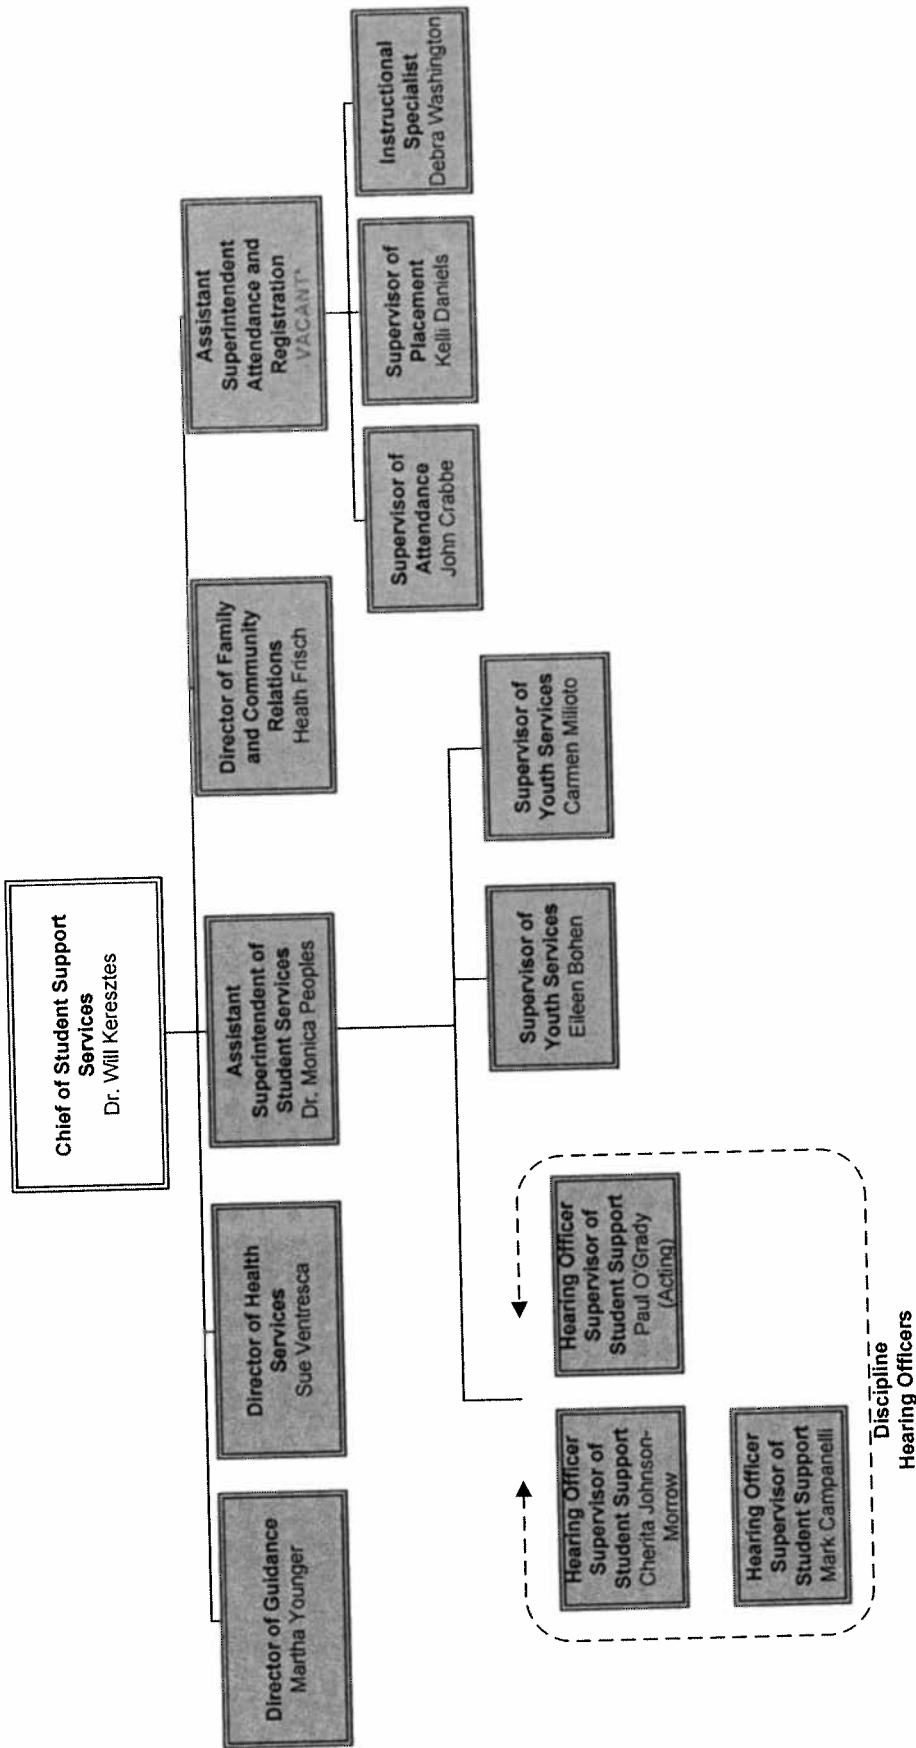 Chief of Student Support
Services
Dr. Will Keresztes
Director of Guidance
Martha Younger
Director of Health
Services
Sue Ventresca
Assistant
Superintendent of
Student Services
Dr. Monica Peoples
Director of Family
and Community
Relations
Heath Frisch
Assistant
Superintendent
Attendance and
Registration
VACANT*
Hearing Officer
Supervisor of
Student Support
Cherita Johnson-
Morrow
Hearing Officer
Supervisor of
Student Support
Paul O'Grady
(Acting)
Supervisor of
Youth Services
Eileen Bohen
Supervisor of
Youth Services
Carmen Milioto
Supervisor of
Attendance
John Crabbe
Supervisor of
Placement
Kelli Daniels
Instructional
Specialist
Debra Washington
Hearing Officer
Supervisor of
Student Support
Mark Campanelli
Discipline
Hearing Officers